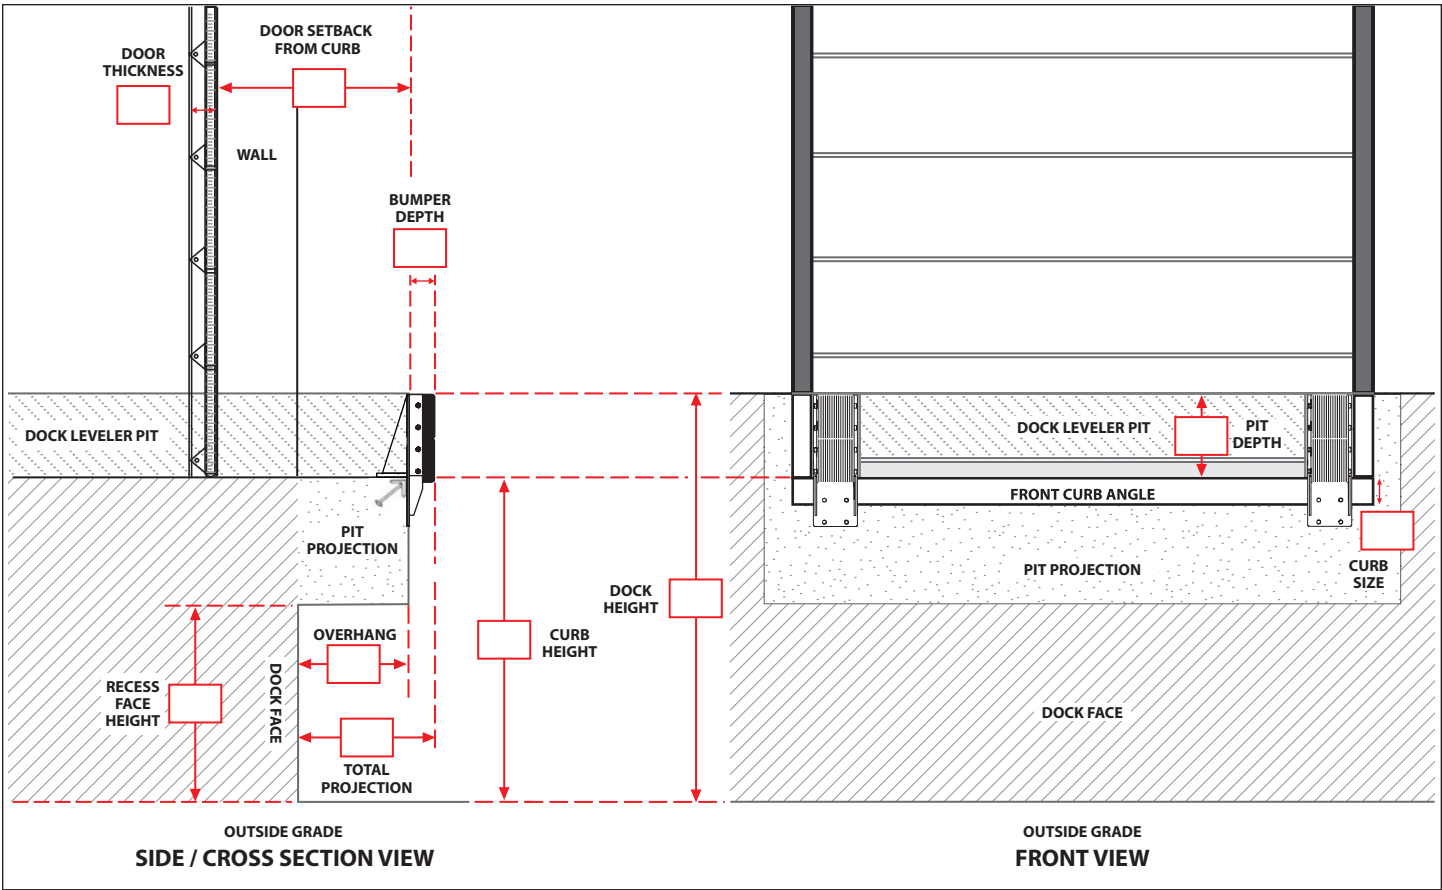 DOOR
THICKNESS
DOOR SETBACK
FROM CURB
WALL
BUMPER
DEPTH
DOCK LEVELER PIT
PIT
PROJECTION
OVERHANG
RECESS
FACE
HEIGHT
DOCK FACE
TOTAL
PROJECTION
CURB
HEIGHT
DOCK
HEIGHT
OUTSIDE GRADE
SIDE / CROSS SECTION VIEW
DOCK LEVELER PIT
PIT
DEPTH
FRONT CURB ANGLE
PIT PROJECTION
CURB
SIZE
DOCK FACE
OUTSIDE GRADE
FRONT VIEW